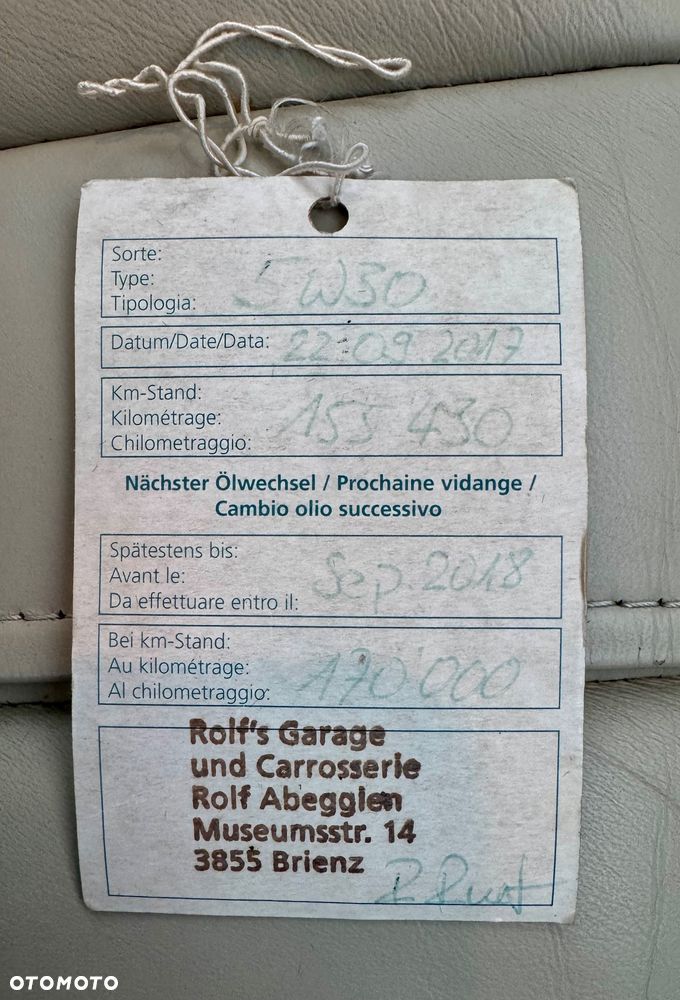 Sorte:
Type:
Tipologia:
5W30
Datum/Date/Data: 22.09.2017
Km-Stand:
Kilométrage:
Chilometraggio:
155 430
Nächster Ölwechsel / Prochaine vidange /
Cambio olio successivo
Spätestens bis:
Avant le:
Da effettuare entro il:
Sep. 2018
Bei km-Stand:
Au kilométrage:
Al chilometraggio:
170'000
Rolf's Garage
und Carrosserie
Rolf Abegglen
Museumsstr. 14
3855 Brienz
OTOMOTO